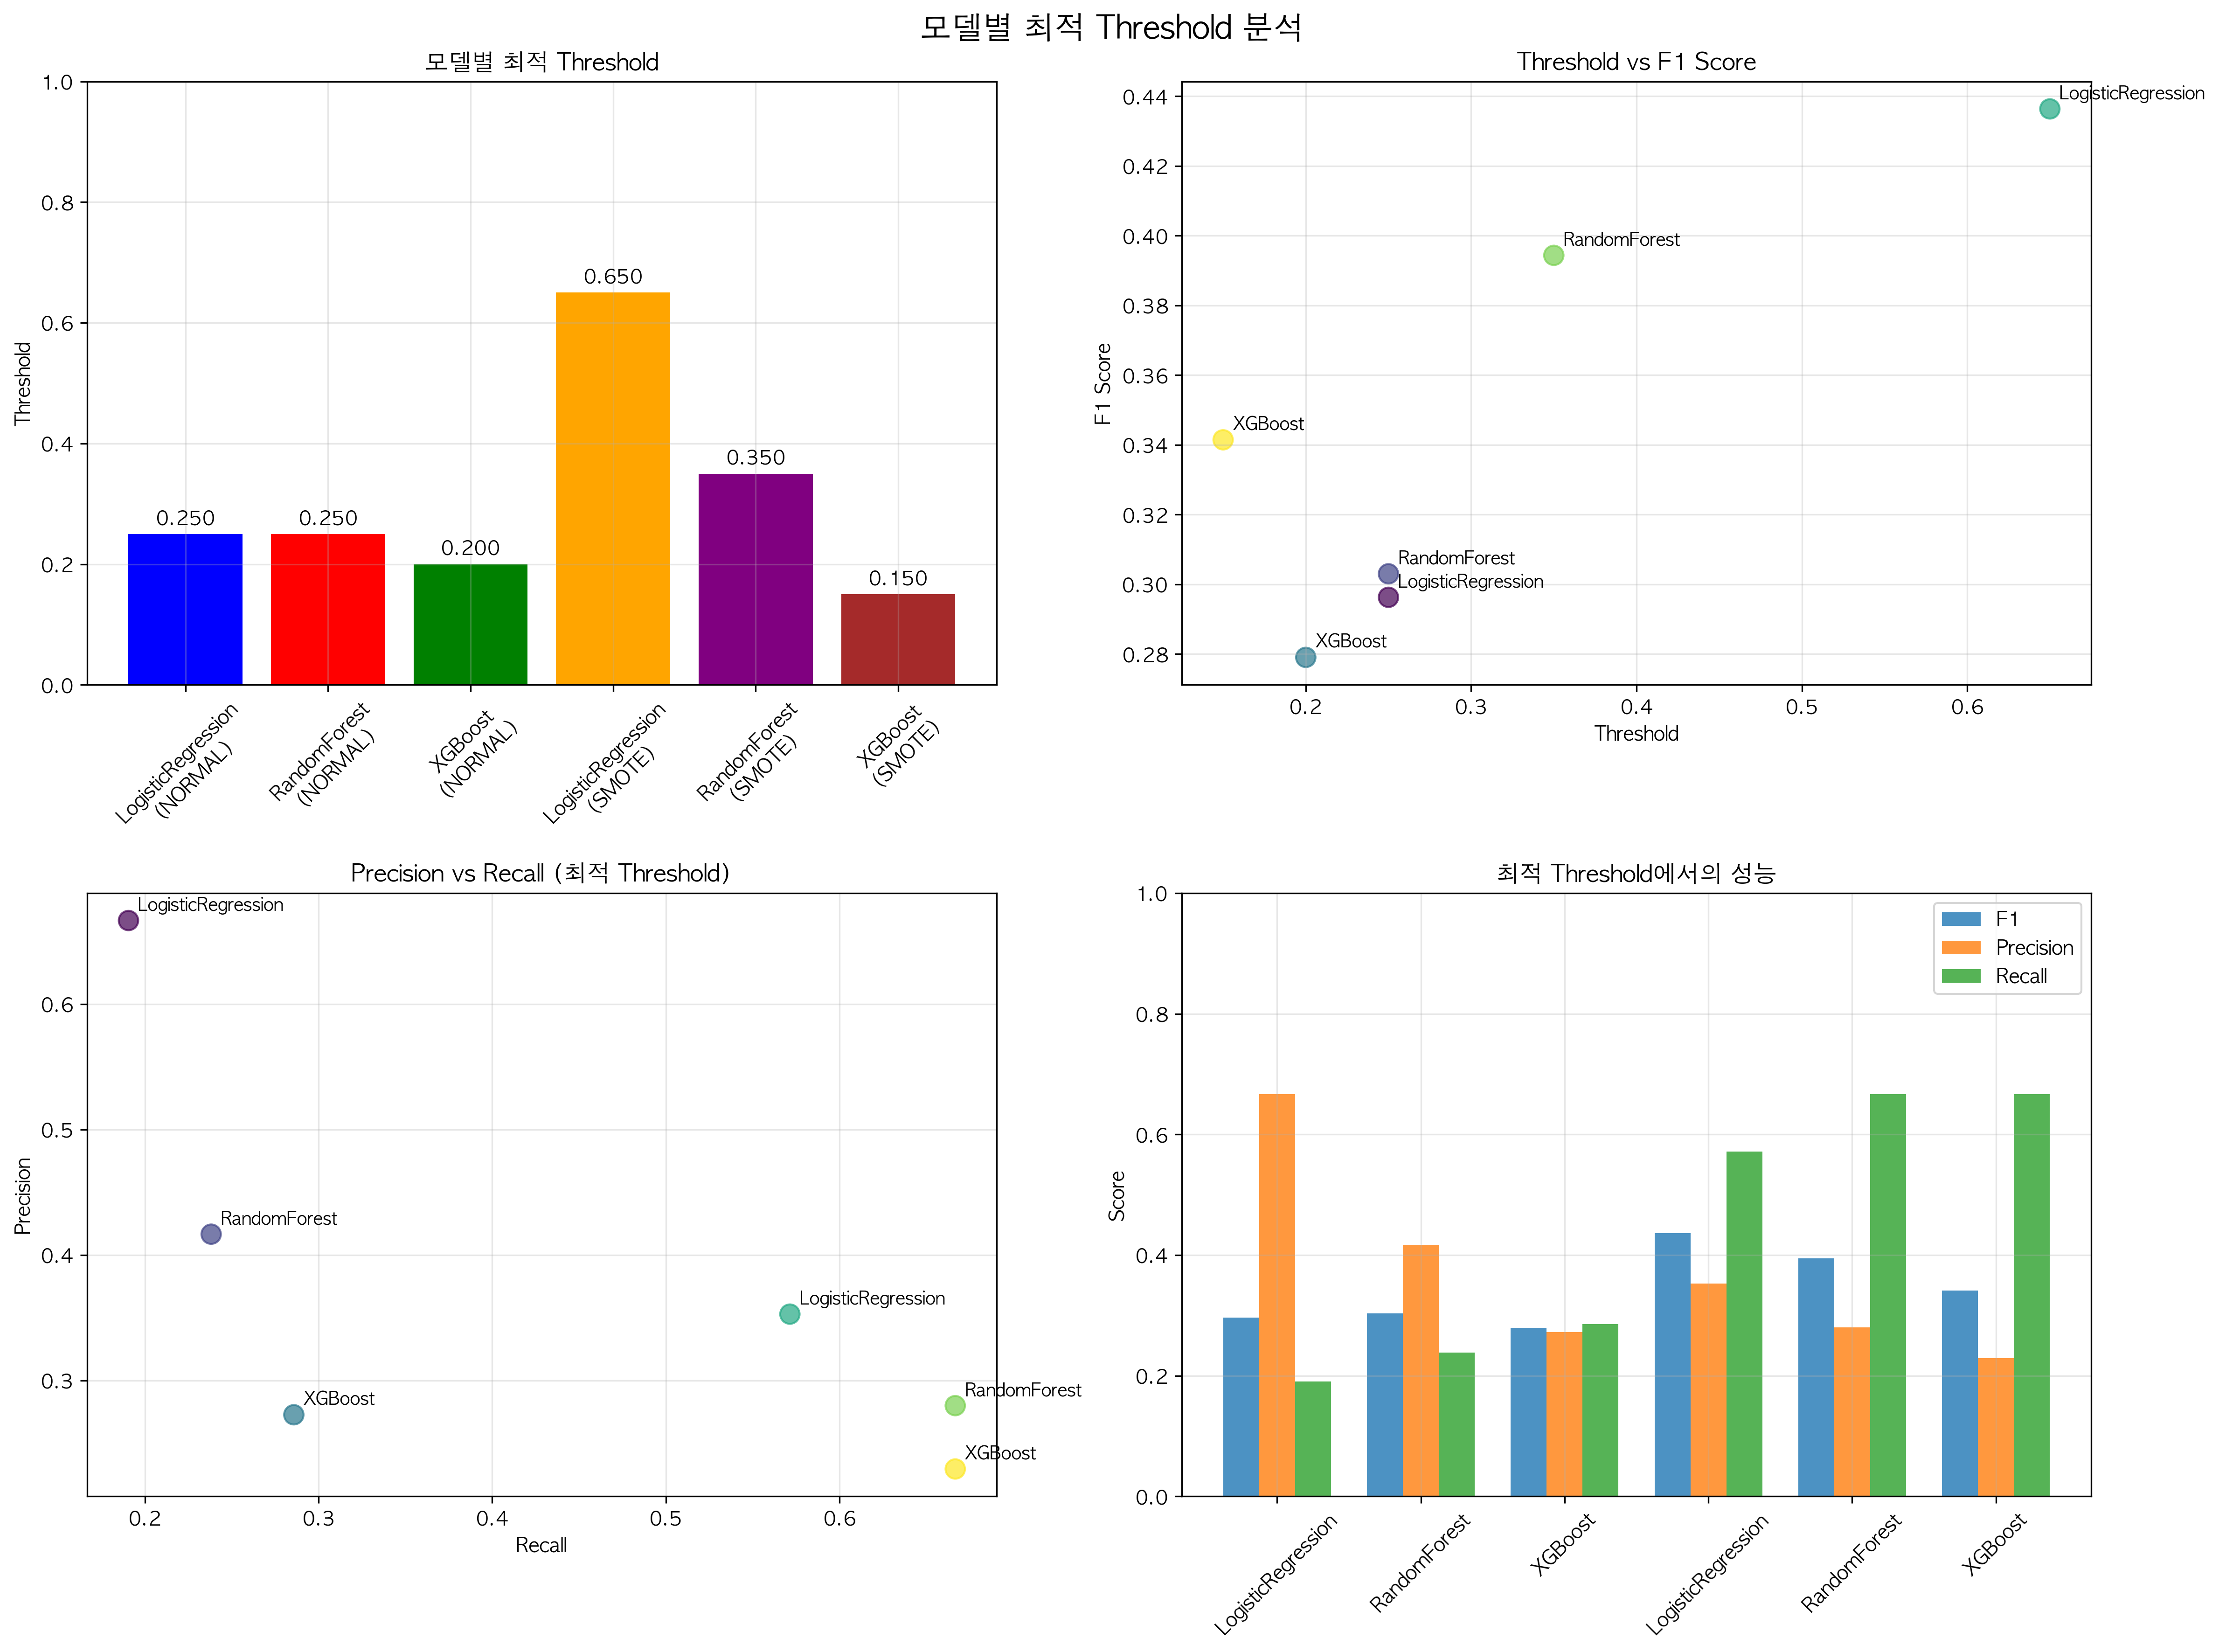 모델별 최적 Threshold 분석
모델별 최적 Threshold
1.0
0.8
0.6
0.4
0.2
0.0
Threshold
0.250
0.250
0.200
0.650
0.350
0.150
LogisticRegression
(NORMAL)
RandomForest
(NORMAL)
XGBoost
(NORMAL)
LogisticRegression
(SMOTE)
RandomForest
(SMOTE)
XGBoost
(SMOTE)
Threshold vs F1 Score
0.44
0.42
0.40
0.38
0.36
0.34
0.32
0.30
0.28
F1 Score
LogisticRegression
RandomForest
XGBoost
RandomForest
LogisticRegression
XGBoost
0.2
0.3
0.4
0.5
0.6
Threshold
Precision vs Recall (최적 Threshold)
0.6
0.5
0.4
0.3
Precision
LogisticRegression
RandomForest
LogisticRegression
RandomForest
XGBoost
XGBoost
0.2
0.3
0.4
0.5
0.6
Recall
최적 Threshold에서의 성능
1.0
0.8
0.6
0.4
0.2
0.0
Score
F1
Precision
Recall
LogisticRegression
RandomForest
XGBoost
LogisticRegression
RandomForest
XGBoost